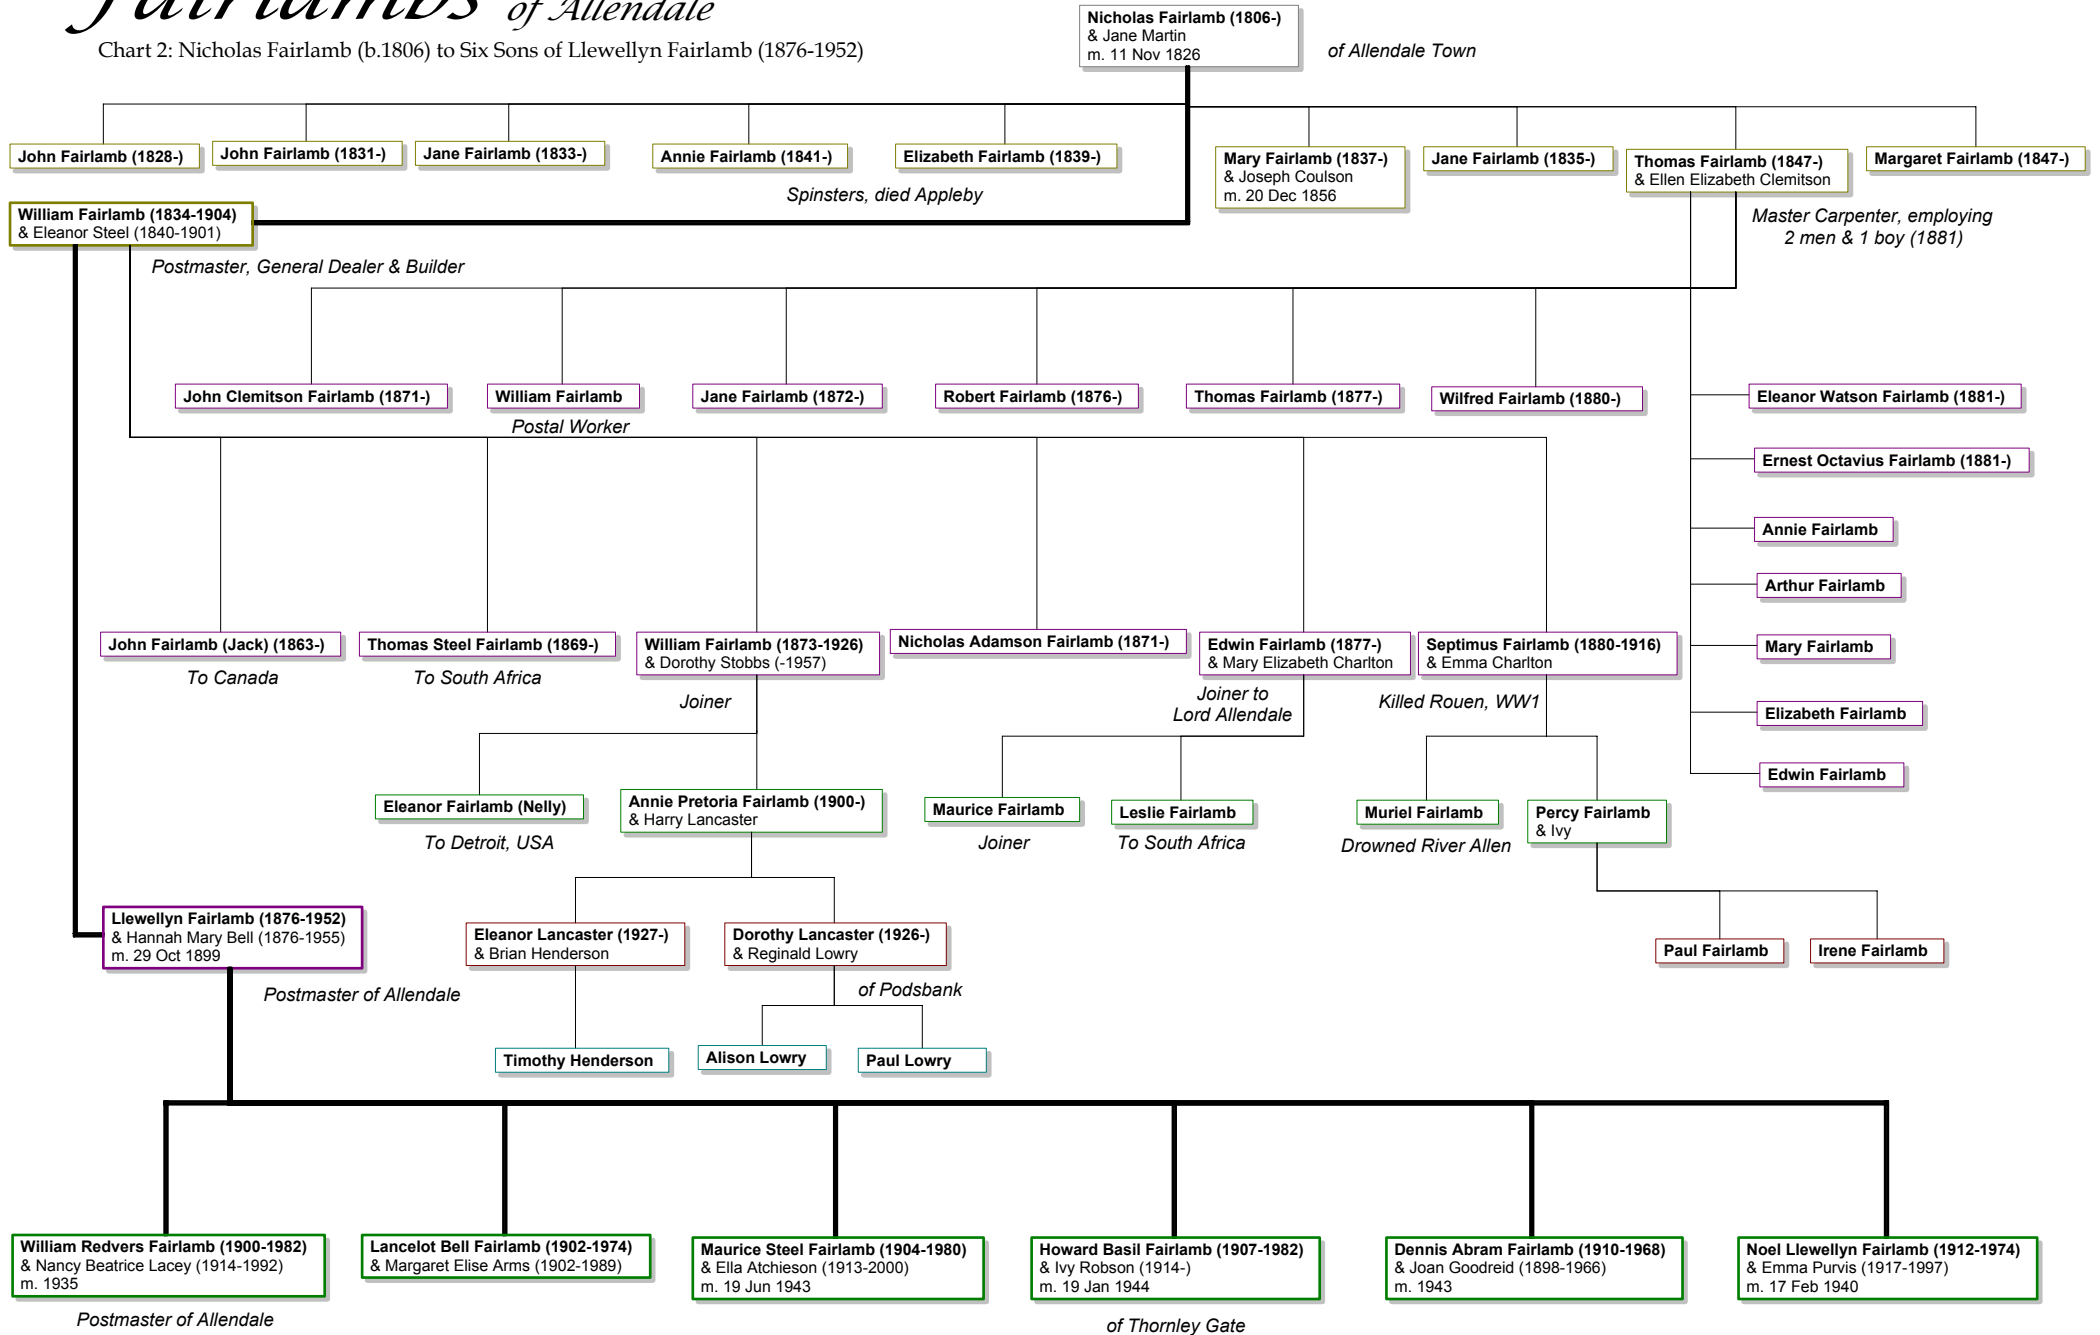 Fairlambs of Allendale
Chart 2: Nicholas Fairlamb (b.1806) to Six Sons of Llewellyn Fairlamb (1876-1952)
Nicholas Fairlamb (1806-)
& Jane Martin
m. 11 Nov 1826
of Allendale Town
John Fairlamb (1828-)
John Fairlamb (1831-)
Jane Fairlamb (1833-)
Annie Fairlamb (1841-)
Elizabeth Fairlamb (1839-)
Spinsters, died Appleby
Mary Fairlamb (1837-)
& Joseph Coulson
m. 20 Dec 1856
Jane Fairlamb (1835-)
Thomas Fairlamb (1847-)
& Ellen Elizabeth Clemitson
Master Carpenter, employing
2 men & 1 boy (1881)
Margaret Fairlamb (1847-)
William Fairlamb (1834-1904)
& Eleanor Steel (1840-1901)
Postmaster, General Dealer & Builder
John Clemitson Fairlamb (1871-)
William Fairlamb
Postal Worker
Jane Fairlamb (1872-)
Robert Fairlamb (1876-)
Thomas Fairlamb (1877-)
Wilfred Fairlamb (1880-)
Eleanor Watson Fairlamb (1881-)
Ernest Octavius Fairlamb (1881-)
Annie Fairlamb
Arthur Fairlamb
Mary Fairlamb
Elizabeth Fairlamb
Edwin Fairlamb
John Fairlamb (Jack) (1863-)
To Canada
Thomas Steel Fairlamb (1869-)
To South Africa
William Fairlamb (1873-1926)
& Dorothy Stobbs (-1957)
Joiner
Nicholas Adamson Fairlamb (1871-)
Edwin Fairlamb (1877-)
& Mary Elizabeth Charlton
Joiner to
Lord Allendale
Septimus Fairlamb (1880-1916)
& Emma Charlton
Killed Rouen, WW1
Eleanor Fairlamb (Nelly)
To Detroit, USA
Annie Pretoria Fairlamb (1900-)
& Harry Lancaster
Maurice Fairlamb
Joiner
Leslie Fairlamb
To South Africa
Muriel Fairlamb
Drowned River Allen
Percy Fairlamb
& Ivy
Llewellyn Fairlamb (1876-1952)
& Hannah Mary Bell (1876-1955)
m. 29 Oct 1899
Postmaster of Allendale
Eleanor Lancaster (1927-)
& Brian Henderson
Dorothy Lancaster (1926-)
& Reginald Lowry
of Podsbank
Paul Fairlamb
Irene Fairlamb
Timothy Henderson
Alison Lowry
Paul Lowry
William Redvers Fairlamb (1900-1982)
& Nancy Beatrice Lacey (1914-1992)
m. 1935
Postmaster of Allendale
Lancelot Bell Fairlamb (1902-1974)
& Margaret Elise Arms (1902-1989)
Maurice Steel Fairlamb (1904-1980)
& Ella Atchieson (1913-2000)
m. 19 Jun 1943
Howard Basil Fairlamb (1907-1982)
& Ivy Robson (1914-)
m. 19 Jan 1944
of Thornley Gate
Dennis Abram Fairlamb (1910-1968)
& Joan Goodreid (1898-1966)
m. 1943
Noel Llewellyn Fairlamb (1912-1974)
& Emma Purvis (1917-1997)
m. 17 Feb 1940